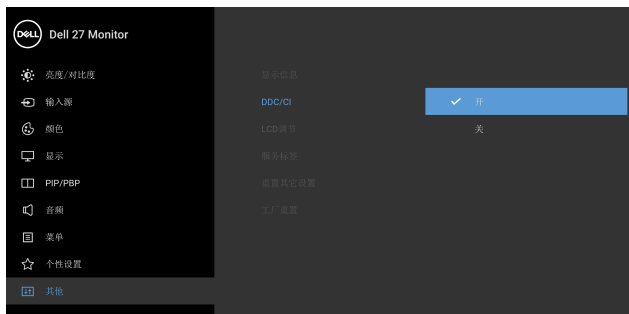 DELL
Dell 27 Monitor
亮度/对比度
输入源
颜色
显示
PIP/PBP
音频
菜单
个性设置
其他
显示信息
DDC/CI
LCD调节
服务标签
重置其它设置
工厂重置
开
关